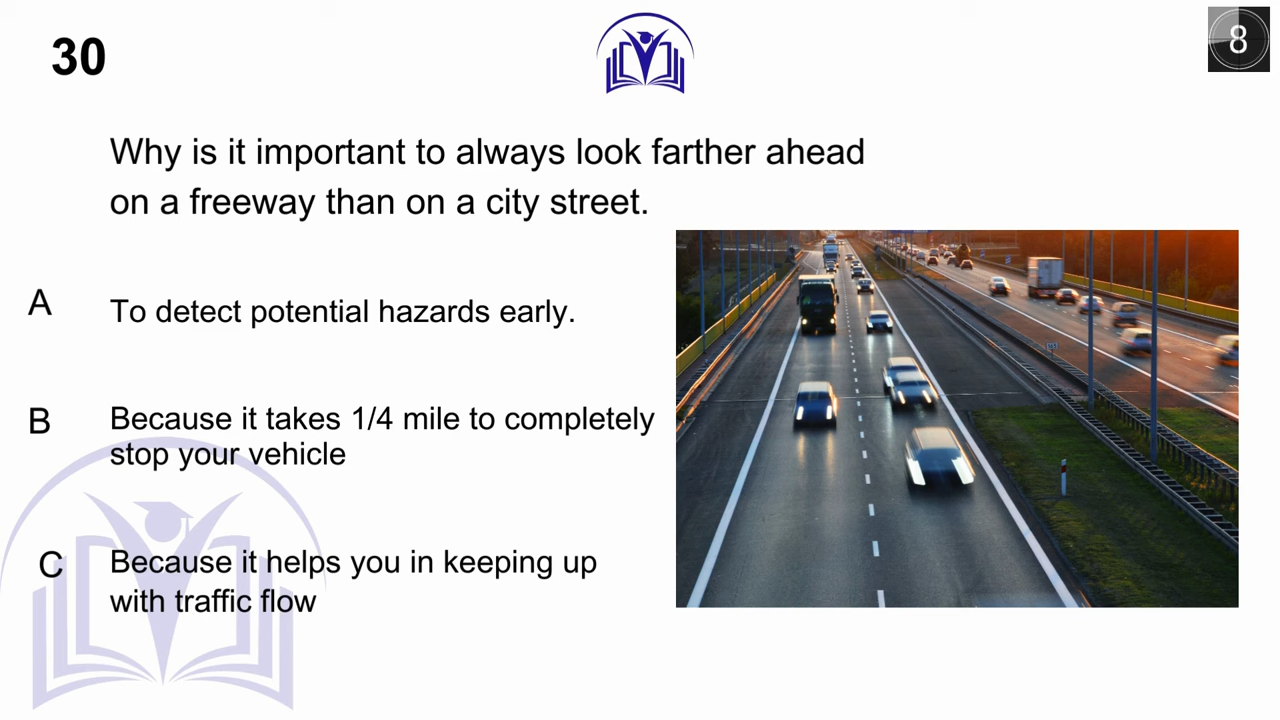 30
8
Why is it important to always look farther ahead
on a freeway than on a city street.
A
To detect potential hazards early.
B
Because it takes 1/4 mile to completely
stop your vehicle
C
Because it helps you in keeping up
with traffic flow